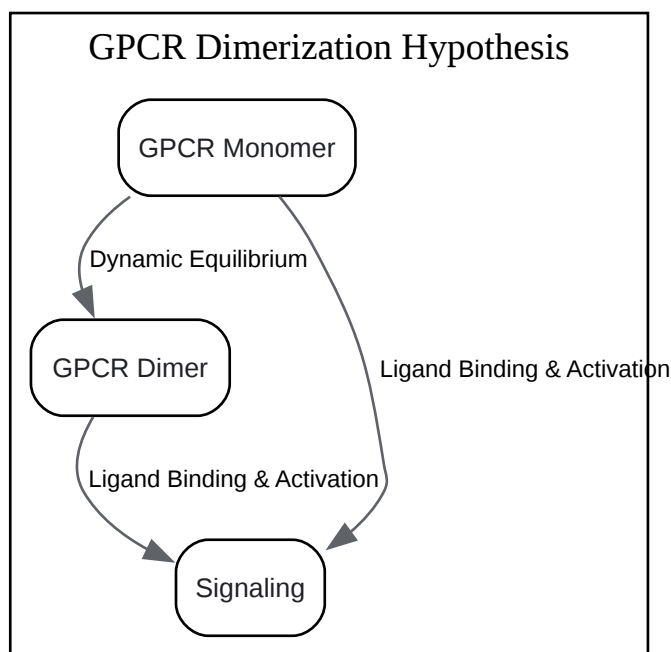 GPCR Dimerization Hypothesis
GPCR Monomer
Dynamic Equilibrium
GPCR Dimer
Ligand Binding & Activation
Ligand Binding & Activation
Signaling